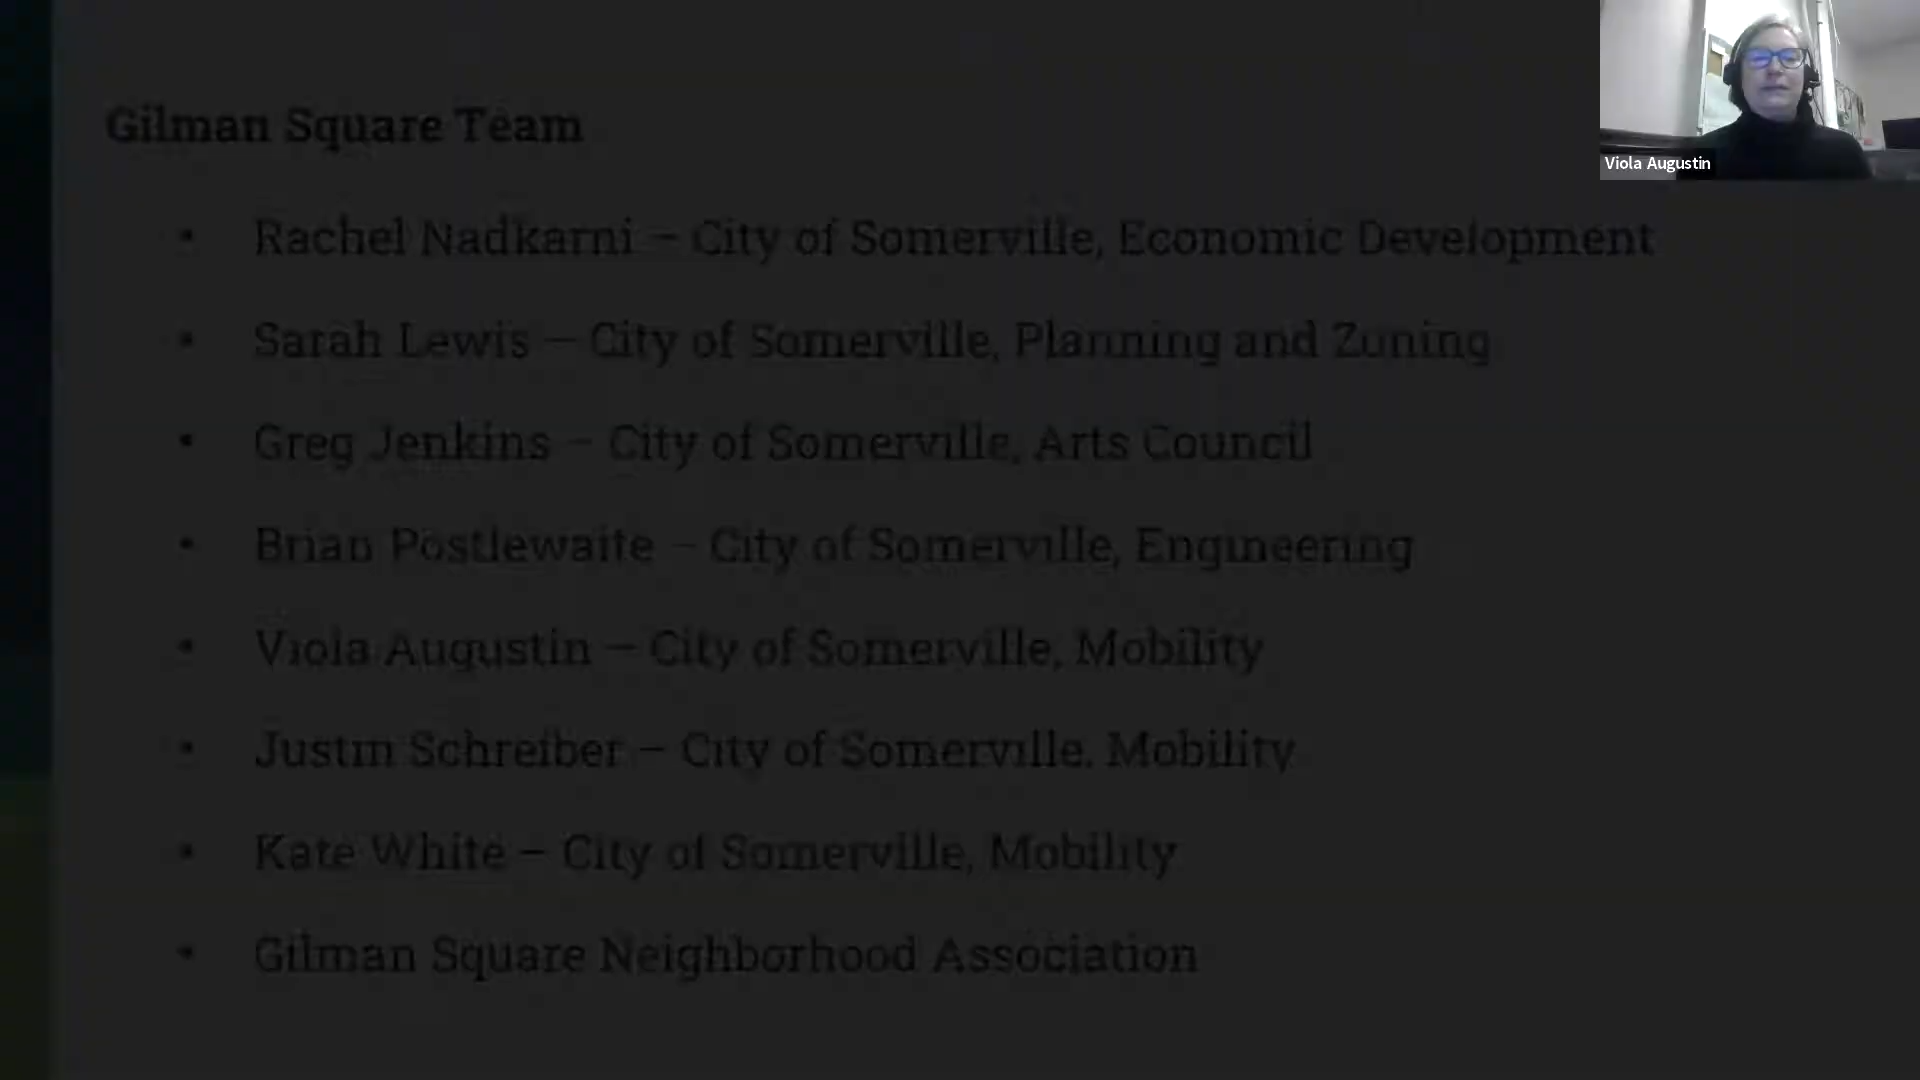 Gilman Square Team
• Rachel Nadkarni – City of Somerville, Economic Development
• Sarah Lewis – City of Somerville, Planning and Zoning
• Greg Jenkins – City of Somerville, Arts Council
• Brian Postlewaite – City of Somerville, Engineering
• Viola Augustin – City of Somerville, Mobility
• Justin Schreiber – City of Somerville, Mobility
• Kate White – City of Somerville, Mobility
• Gilman Square Neighborhood Association
Viola Augustin